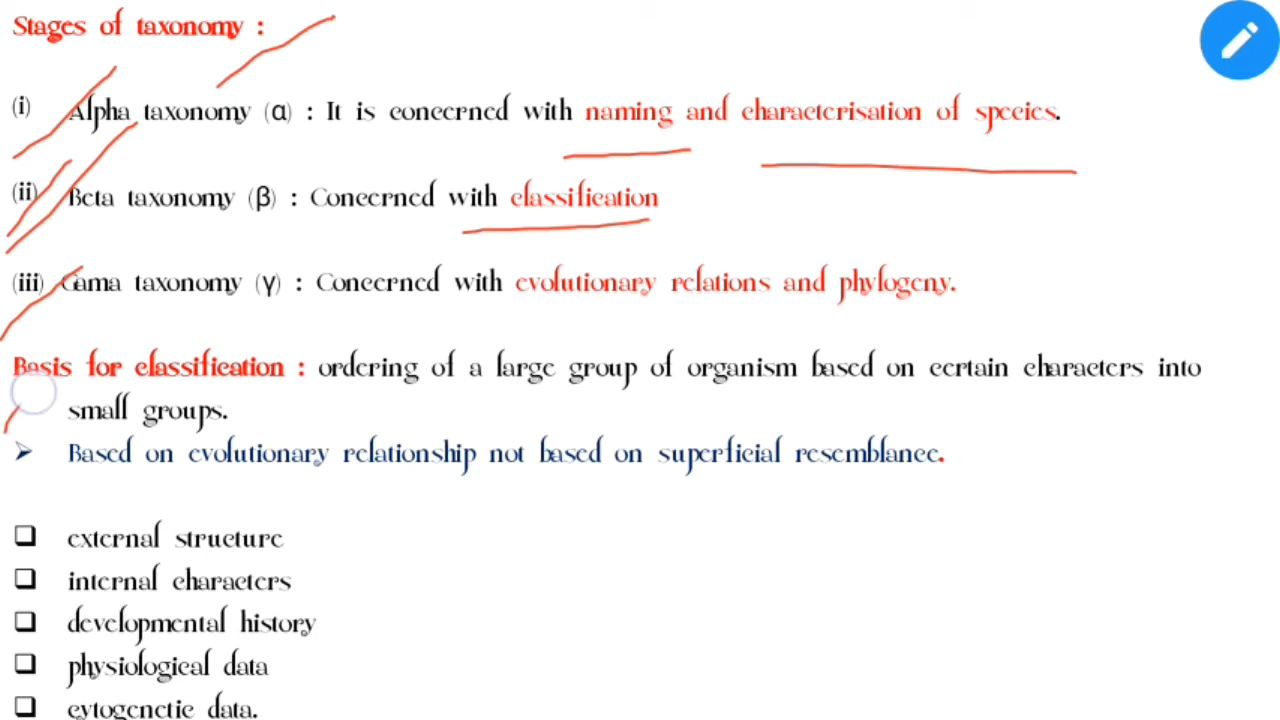 Stages of taxonomy :
(i) Alpha taxonomy (α) : It is concerned with naming and characterisation of species.
(ii) Beta taxonomy (β) : Concerned with classification
(iii) Gama taxonomy (γ) : Concerned with evolutionary relations and phylogeny.
Basis for classification : ordering of a large group of organism based on certain characters into
small groups.
➢ Based on evolutionary relationship not based on superficial resemblance.
❑ external structure
❑ internal characters
❑ developmental history
❑ physiological data
❑ cytogenetic data.